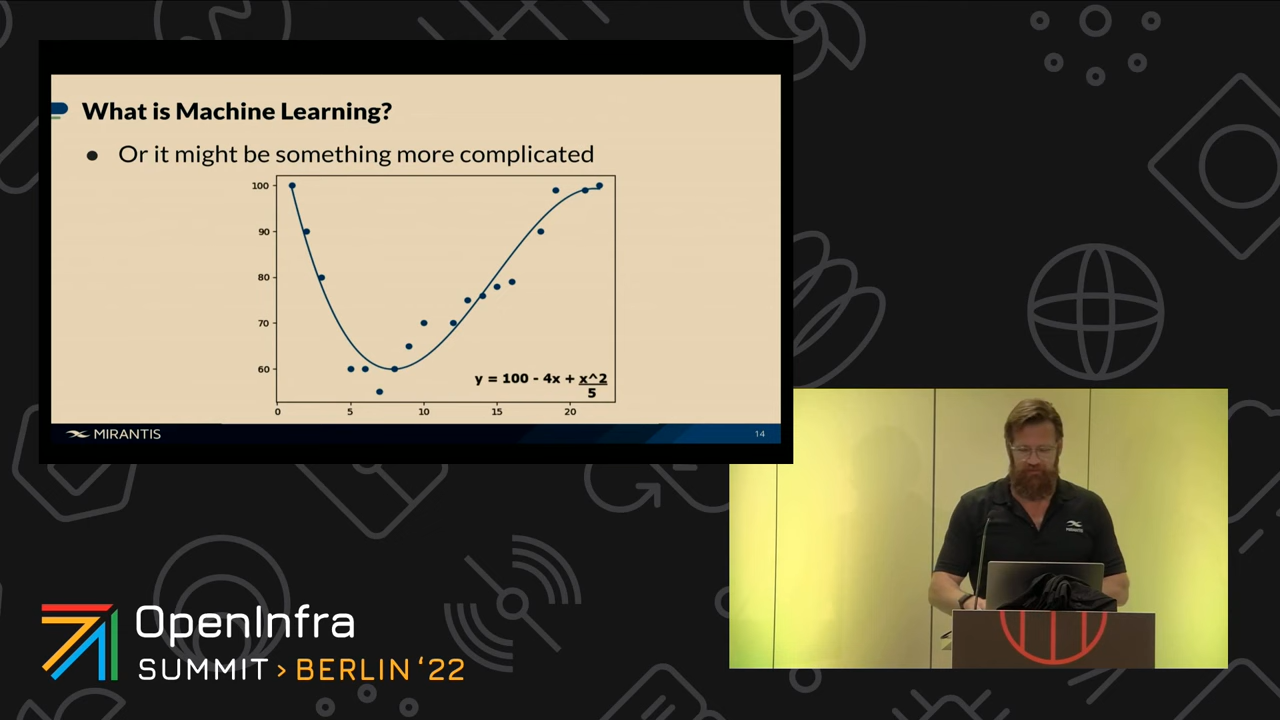 What is Machine Learning?
● Or it might be something more complicated
100
90
80
70
60
0 5 10 15 20
y = 100 - 4x + x^2
5
MIRANTIS
14
MIRANTIS
OpenInfra
SUMMIT > BERLIN ‘22